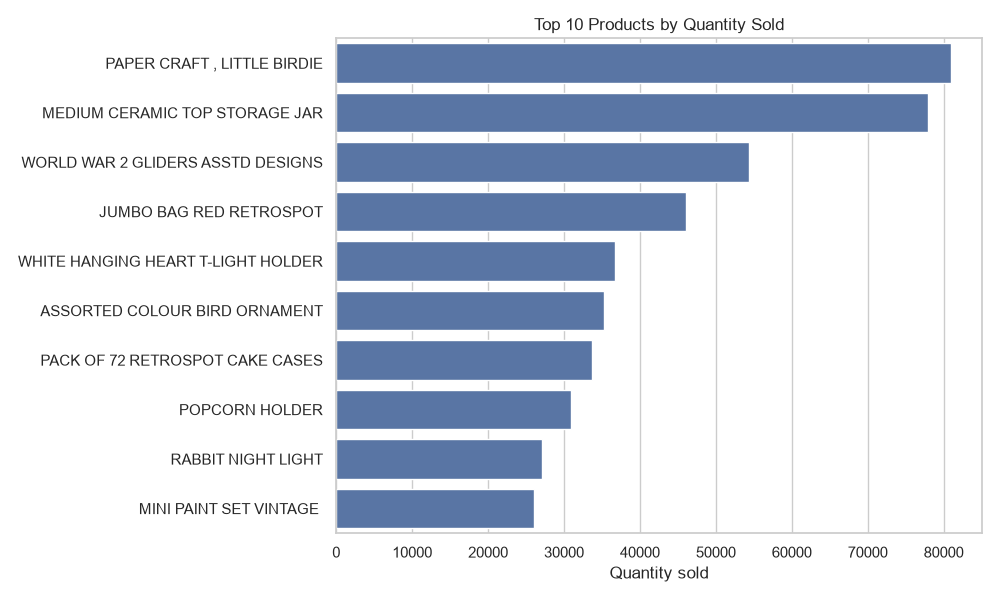 Top 10 Products by Quantity Sold
PAPER CRAFT , LITTLE BIRDIE
MEDIUM CERAMIC TOP STORAGE JAR
WORLD WAR 2 GLIDERS ASSTD DESIGNS
JUMBO BAG RED RETROSPOT
WHITE HANGING HEART T-LIGHT HOLDER
ASSORTED COLOUR BIRD ORNAMENT
PACK OF 72 RETROSPOT CAKE CASES
POPCORN HOLDER
RABBIT NIGHT LIGHT
MINI PAINT SET VINTAGE
0 10000 20000 30000 40000 50000 60000 70000 80000
Quantity sold